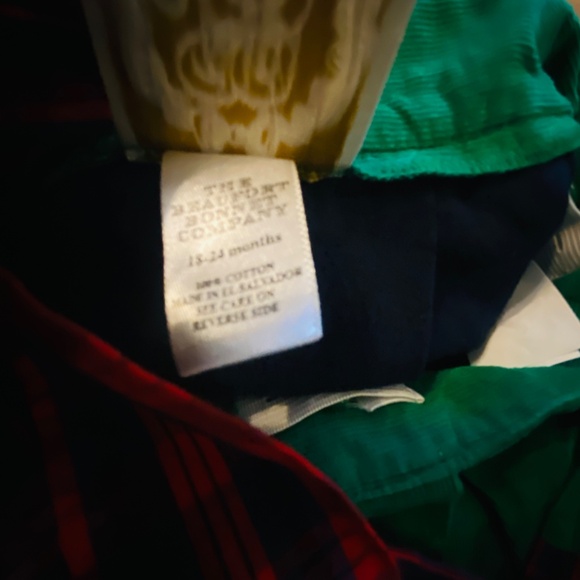 THE
BEAUFORT
BONNET
COMPANY
18-24 months
100% COTTON
MADE IN EL SALVADOR
SEE CARE ON
REVERSE SIDE